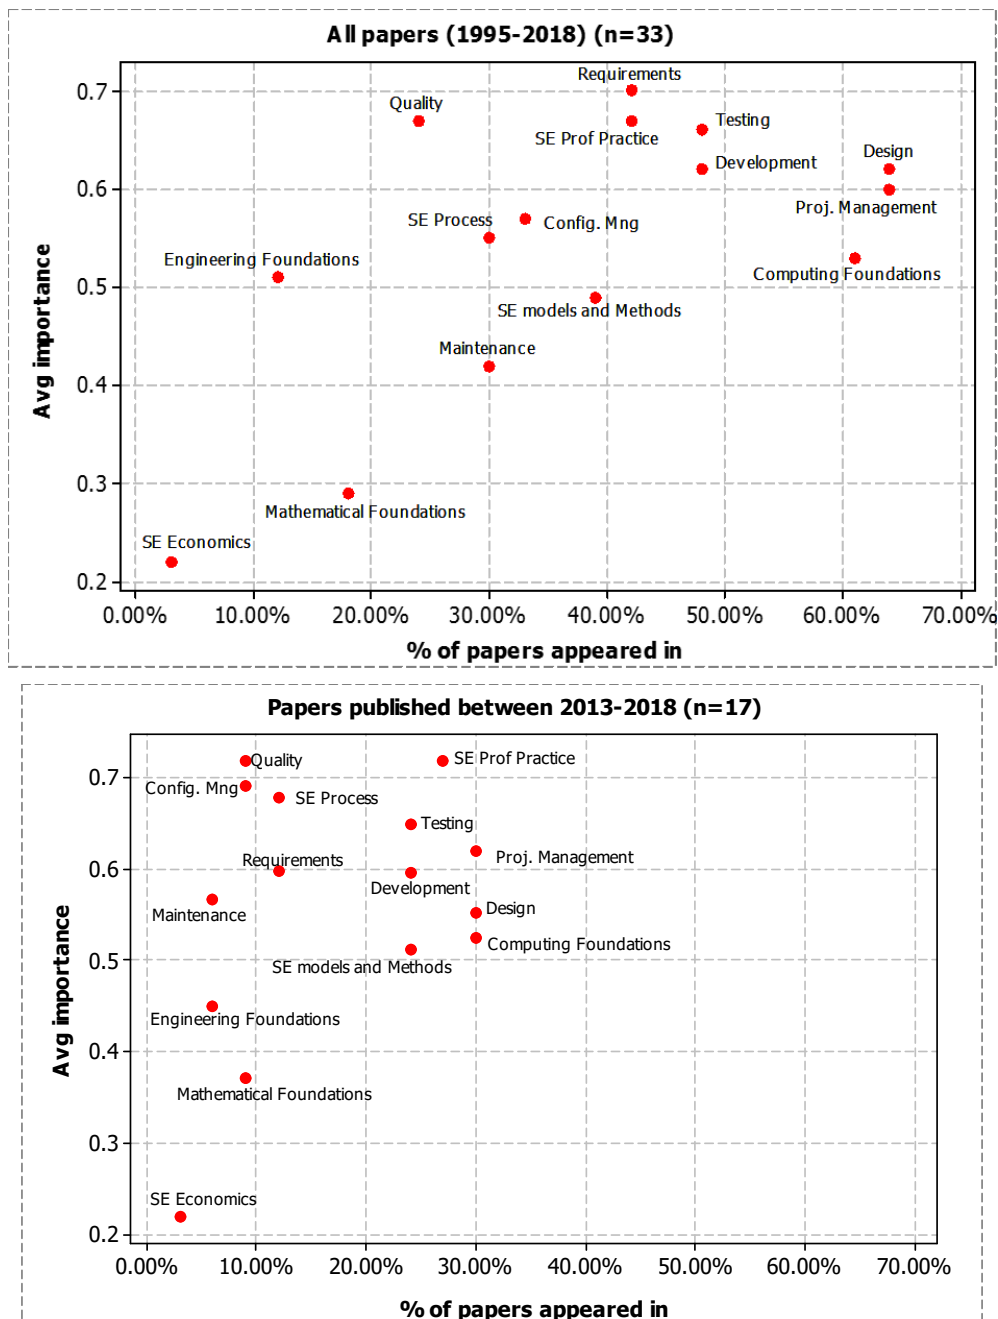 All papers (1995-2018) (n=33)
Requirements
0.7
Quality
Testing
SE Prof Practice
Design
Development
0.6
Proj. Management
SE Process
Config. Mng
Engineering Foundations
Computing Foundations
0.5
SE models and Methods
Maintenance
0.4
Avg importance
0.3
Mathematical Foundations
SE Economics
0.2
0.00% 10.00% 20.00% 30.00% 40.00% 50.00% 60.00% 70.00%
% of papers appeared in
Papers published between 2013-2018 (n=17)
Quality
SE Prof Practice
0.7
Config. Mng
SE Process
Testing
Requirements
Proj. Management
0.6
Development
Maintenance
Design
Computing Foundations
0.5
SE models and Methods
Engineering Foundations
Avg importance
0.4
Mathematical Foundations
0.3
SE Economics
0.2
0.00% 10.00% 20.00% 30.00% 40.00% 50.00% 60.00% 70.00%
% of papers appeared in